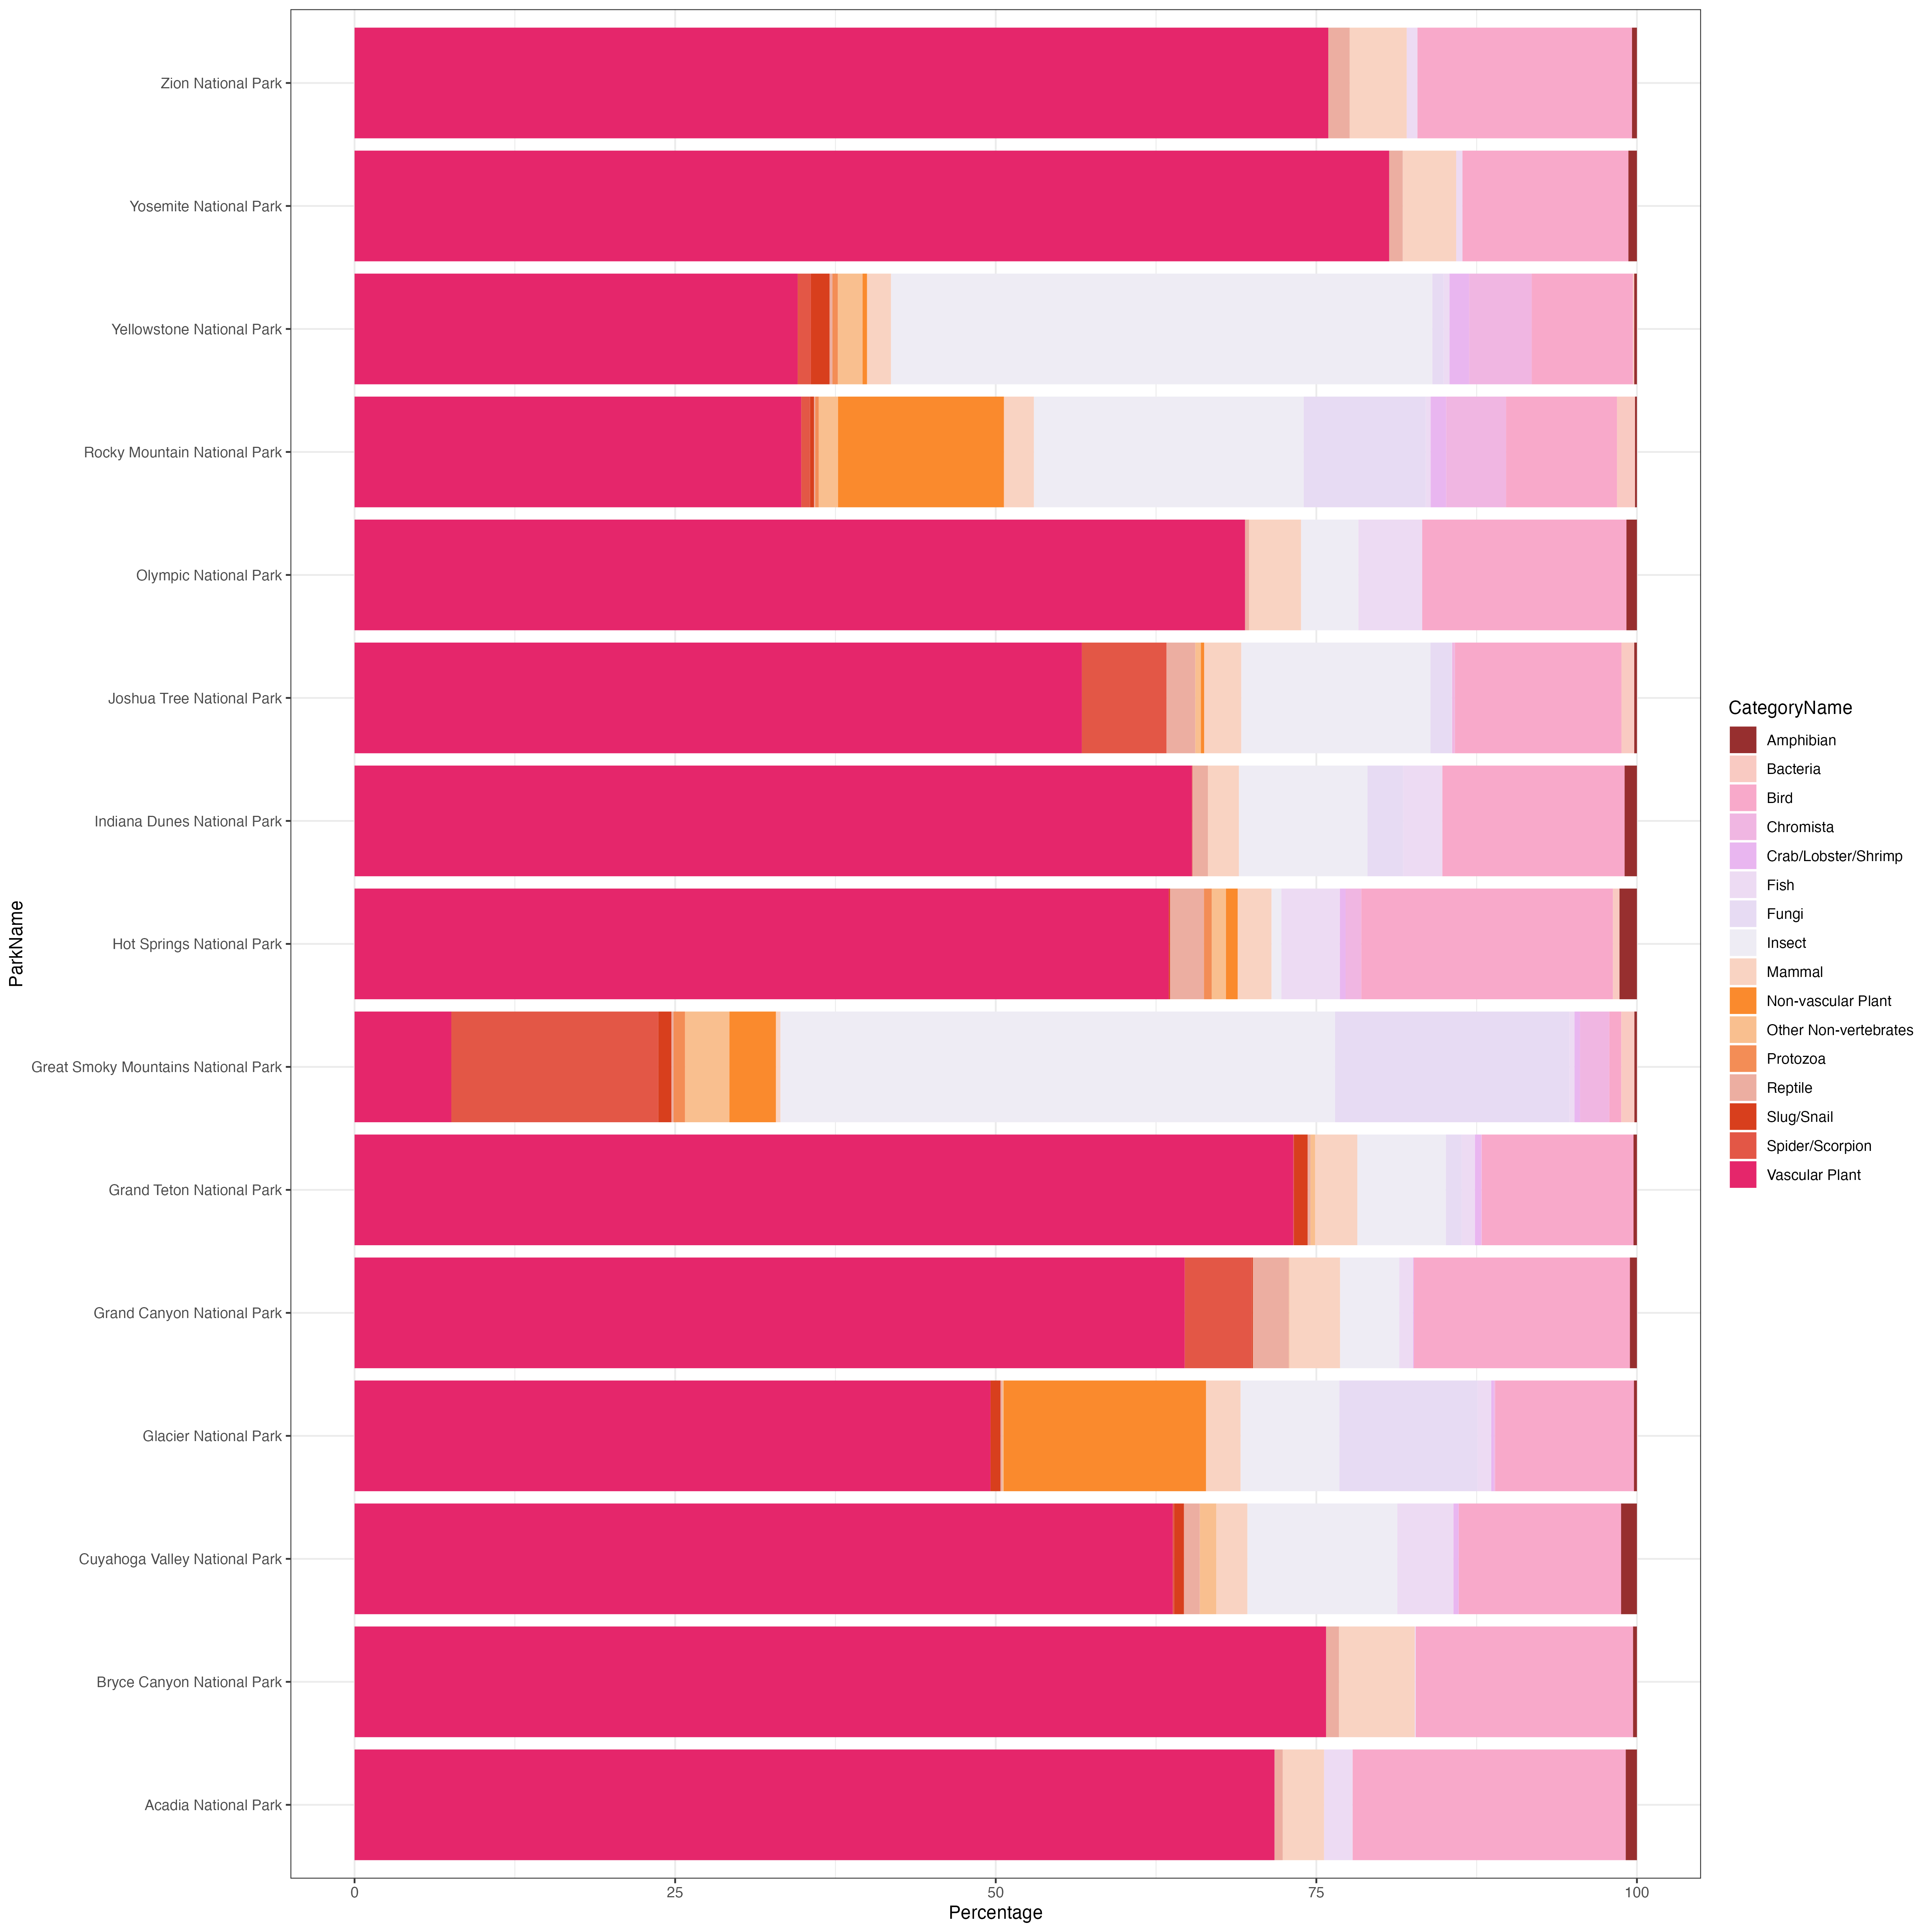 Zion National Park
Yosemite National Park
Yellowstone National Park
Rocky Mountain National Park
Olympic National Park
Joshua Tree National Park
Indiana Dunes National Park
Hot Springs National Park
Great Smoky Mountains National Park
Grand Teton National Park
Grand Canyon National Park
Glacier National Park
Cuyahoga Valley National Park
Bryce Canyon National Park
Acadia National Park
ParkName
0 25 50 75 100
Percentage
CategoryName
Amphibian
Bacteria
Bird
Chromista
Crab/Lobster/Shrimp
Fish
Fungi
Insect
Mammal
Non-vascular Plant
Other Non-vertebrates
Protozoa
Reptile
Slug/Snail
Spider/Scorpion
Vascular Plant